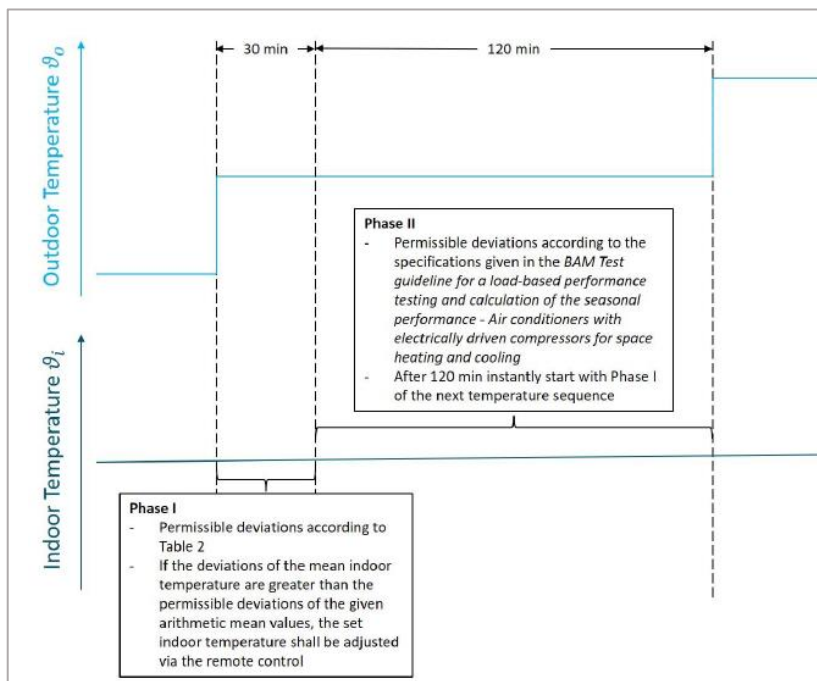 30 min
120 min
Outdoor Temperature ϑₒ
Phase II
- Permissible deviations according to the
specifications given in the BAM Test
guideline for a load-based performance
testing and calculation of the seasonal
performance - Air conditioners with
electrically driven compressors for space
heating and cooling
- After 120 min instantly start with Phase I
of the next temperature sequence
Indoor Temperature ϑᵢ
Phase I
- Permissible deviations according to
Table 2
- If the deviations of the mean indoor
temperature are greater than the
permissible deviations of the given
arithmetic mean values, the set
indoor temperature shall be adjusted
via the remote control